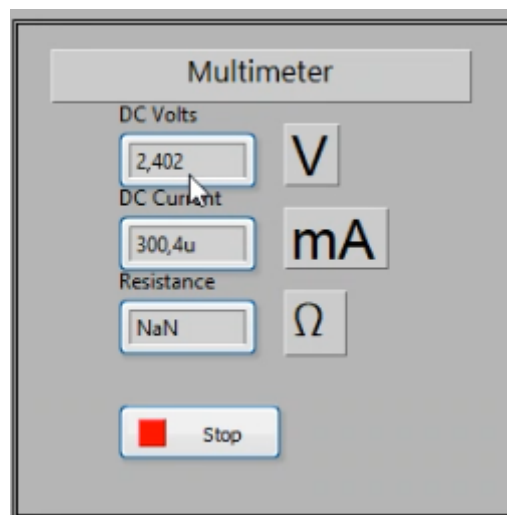 Multimeter
DC Volts
2,402 V
DC Current
300,4u mA
Resistance
NaN Ω
Stop